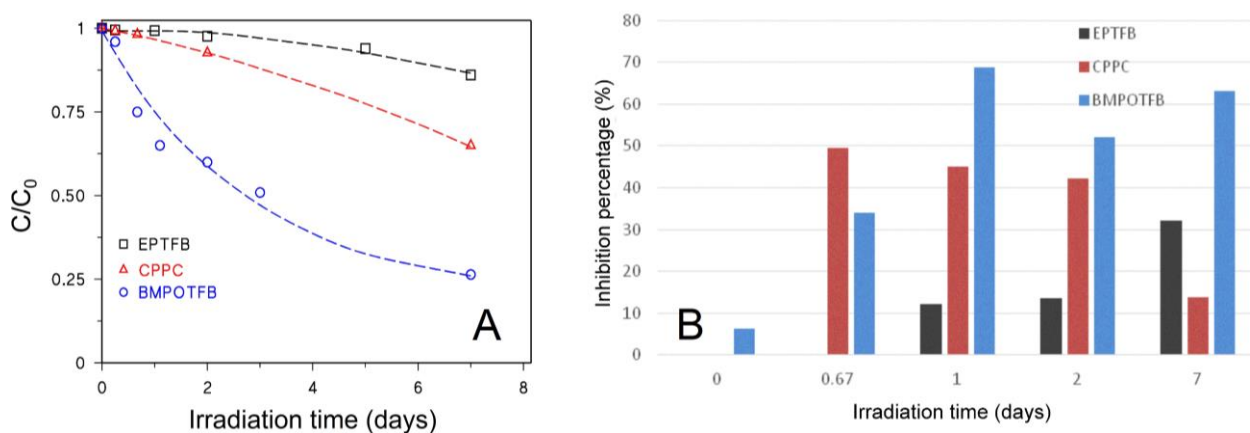 1
0.75
0.50
0.25
0
C/C0
EPTFB
CPPC
BMPOTFB
A
0 2 4 6 8
Irradiation time (days)
80
70
60
50
40
30
20
10
0
Inhibition percentage (%)
EPTFB
CPPC
BMPOTFB
B
0 0.67 1 2 7
Irradiation time (days)